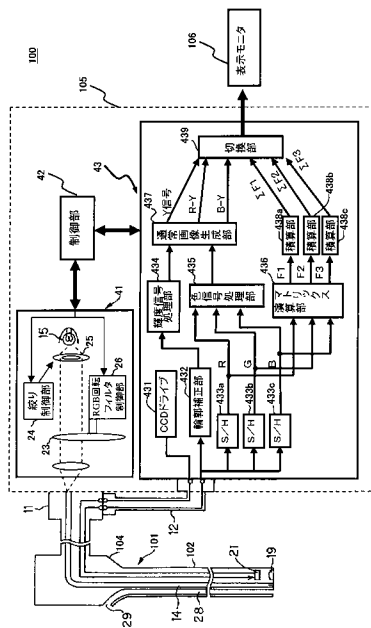 100
106
表示モニタ
105
42
制御部
43
439
切換部
437
通常画像生成部
Y信号
R-Y
B-Y
ΣF1
ΣF2
ΣF3
438a
438b
438c
積算部
積算部
積算部
F1
F2
F3
434
輝度信号処理部
435
色信号処理部
436
マトリックス演算部
431
CCDドライブ
432
輪郭補正部
433a
433b
433c
S/H
S/H
S/H
R
G
B
41
15
25
26
絞り制御部
24
RGB回転フィルタ制御部
23
11
12
104
101
102
29
14
28
21
19